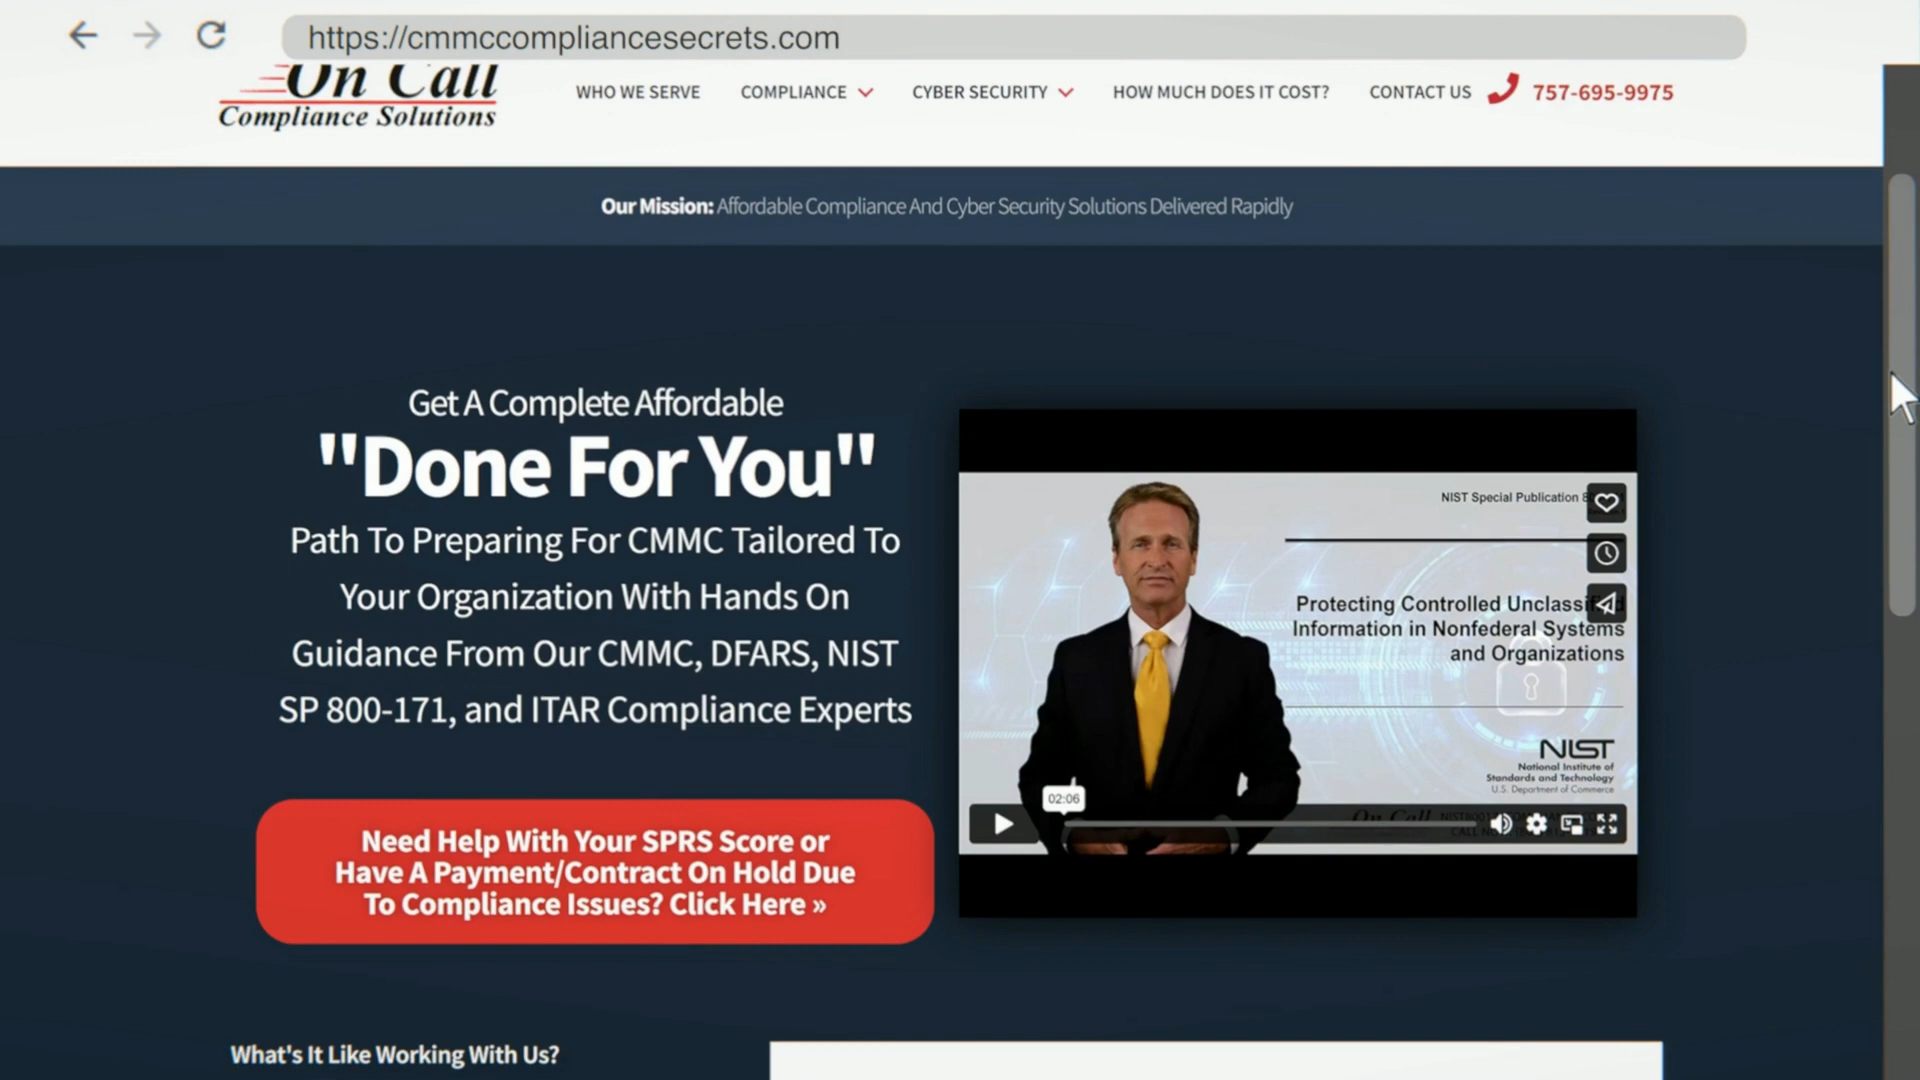 https://cmmccompliancesecrets.com
On Call
Compliance Solutions
WHO WE SERVE
COMPLIANCE
CYBER SECURITY
HOW MUCH DOES IT COST?
CONTACT US
757-695-9975
Our Mission: Affordable Compliance And Cyber Security Solutions Delivered Rapidly
Get A Complete Affordable
"Done For You"
Path To Preparing For CMMC Tailored To
Your Organization With Hands On
Guidance From Our CMMC, DFARS, NIST
SP 800-171, and ITAR Compliance Experts
Need Help With Your SPRS Score or
Have A Payment/Contract On Hold Due
To Compliance Issues? Click Here »
NIST Special Publication
Protecting Controlled
Information in Nonfederal Systems
and Organizations
NIST
National Institute of
Standards and Technology
U.S. Department of Commerce
02:06
On Call
What's It Like Working With Us?